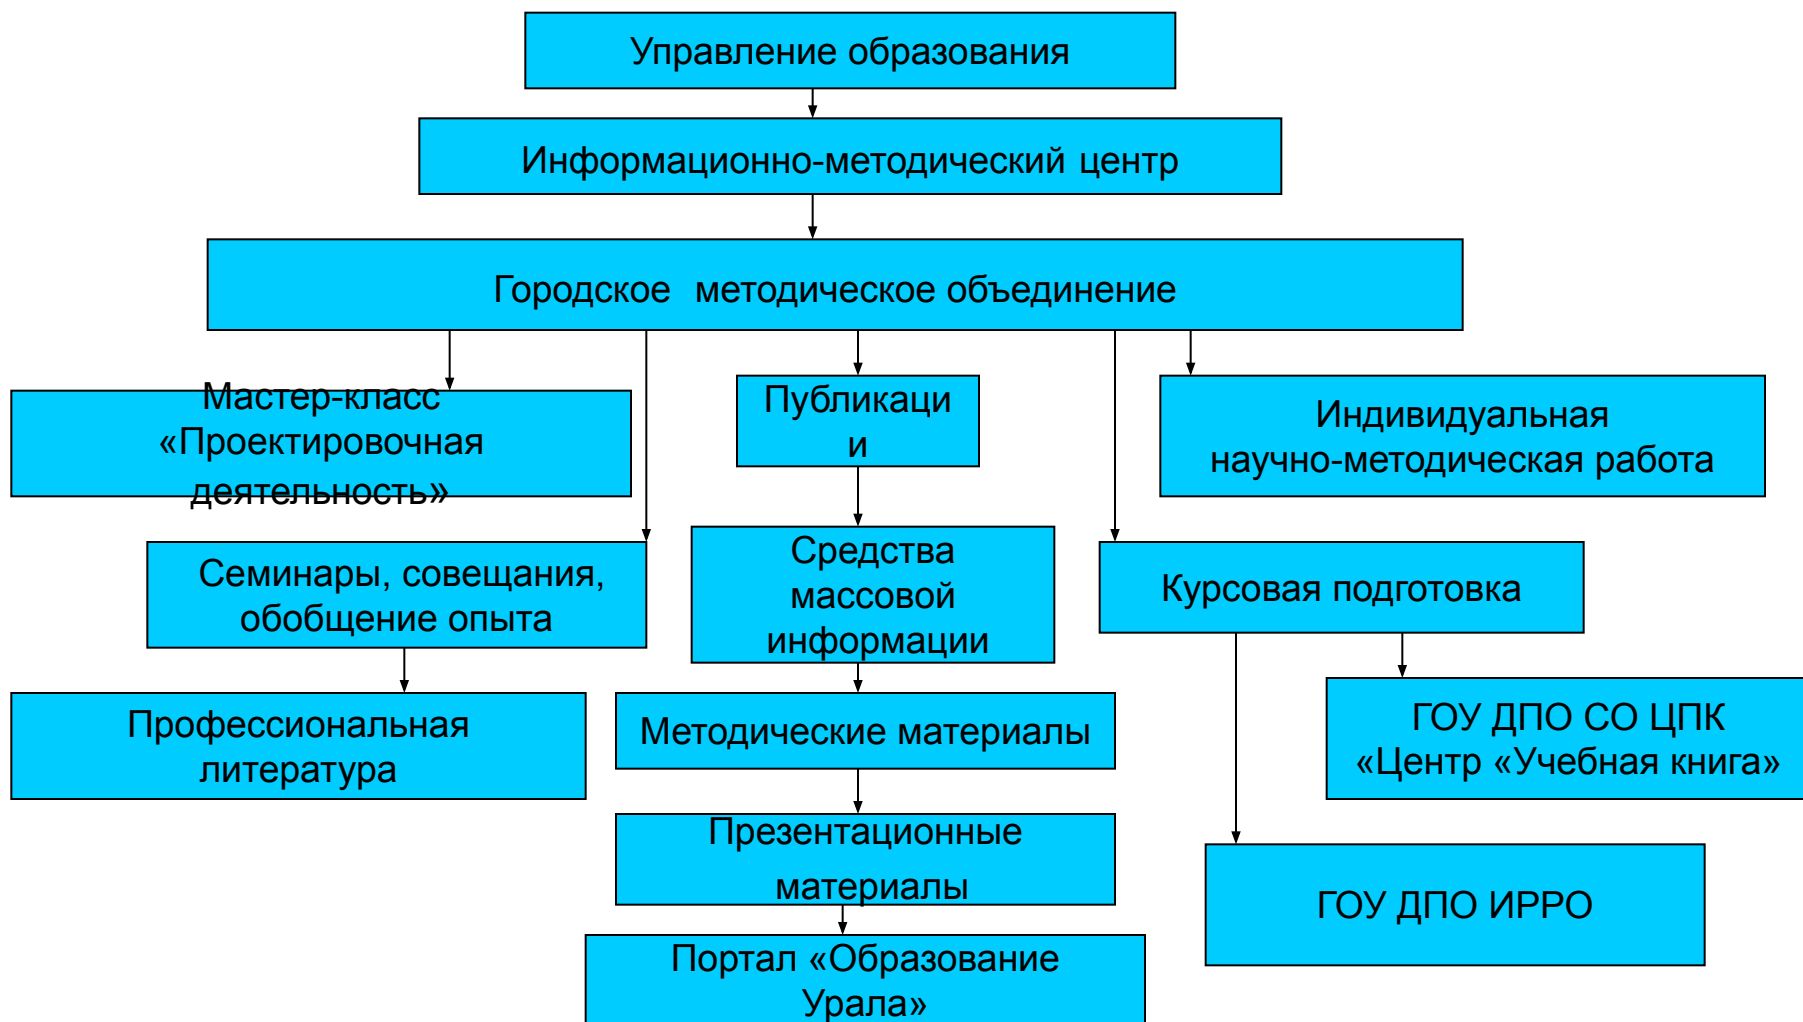 Управление образования
Информационно-методический центр
Городское методическое объединение
Мастер-класс
«Проектировочная
деятельность»
Публикаци
и
Индивидуальная
научно-методическая работа
Семинары, совещания,
обобщение опыта
Средства
массовой
информации
Курсовая подготовка
Профессиональная
литература
Методические материалы
ГОУ ДПО СО ЦПК
«Центр «Учебная книга»
Презентационные
материалы
ГОУ ДПО ИРРО
Портал «Образование
Урала»